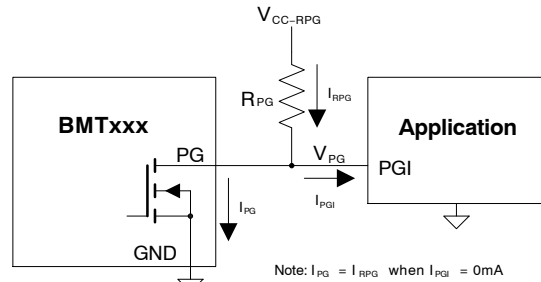 VCC-RPG
RPG
IRPG
BMTxxx
Application
PG
VPG
PGI
IPG
IPGI
GND
Note: IPG = IRPG when IPGI = 0mA